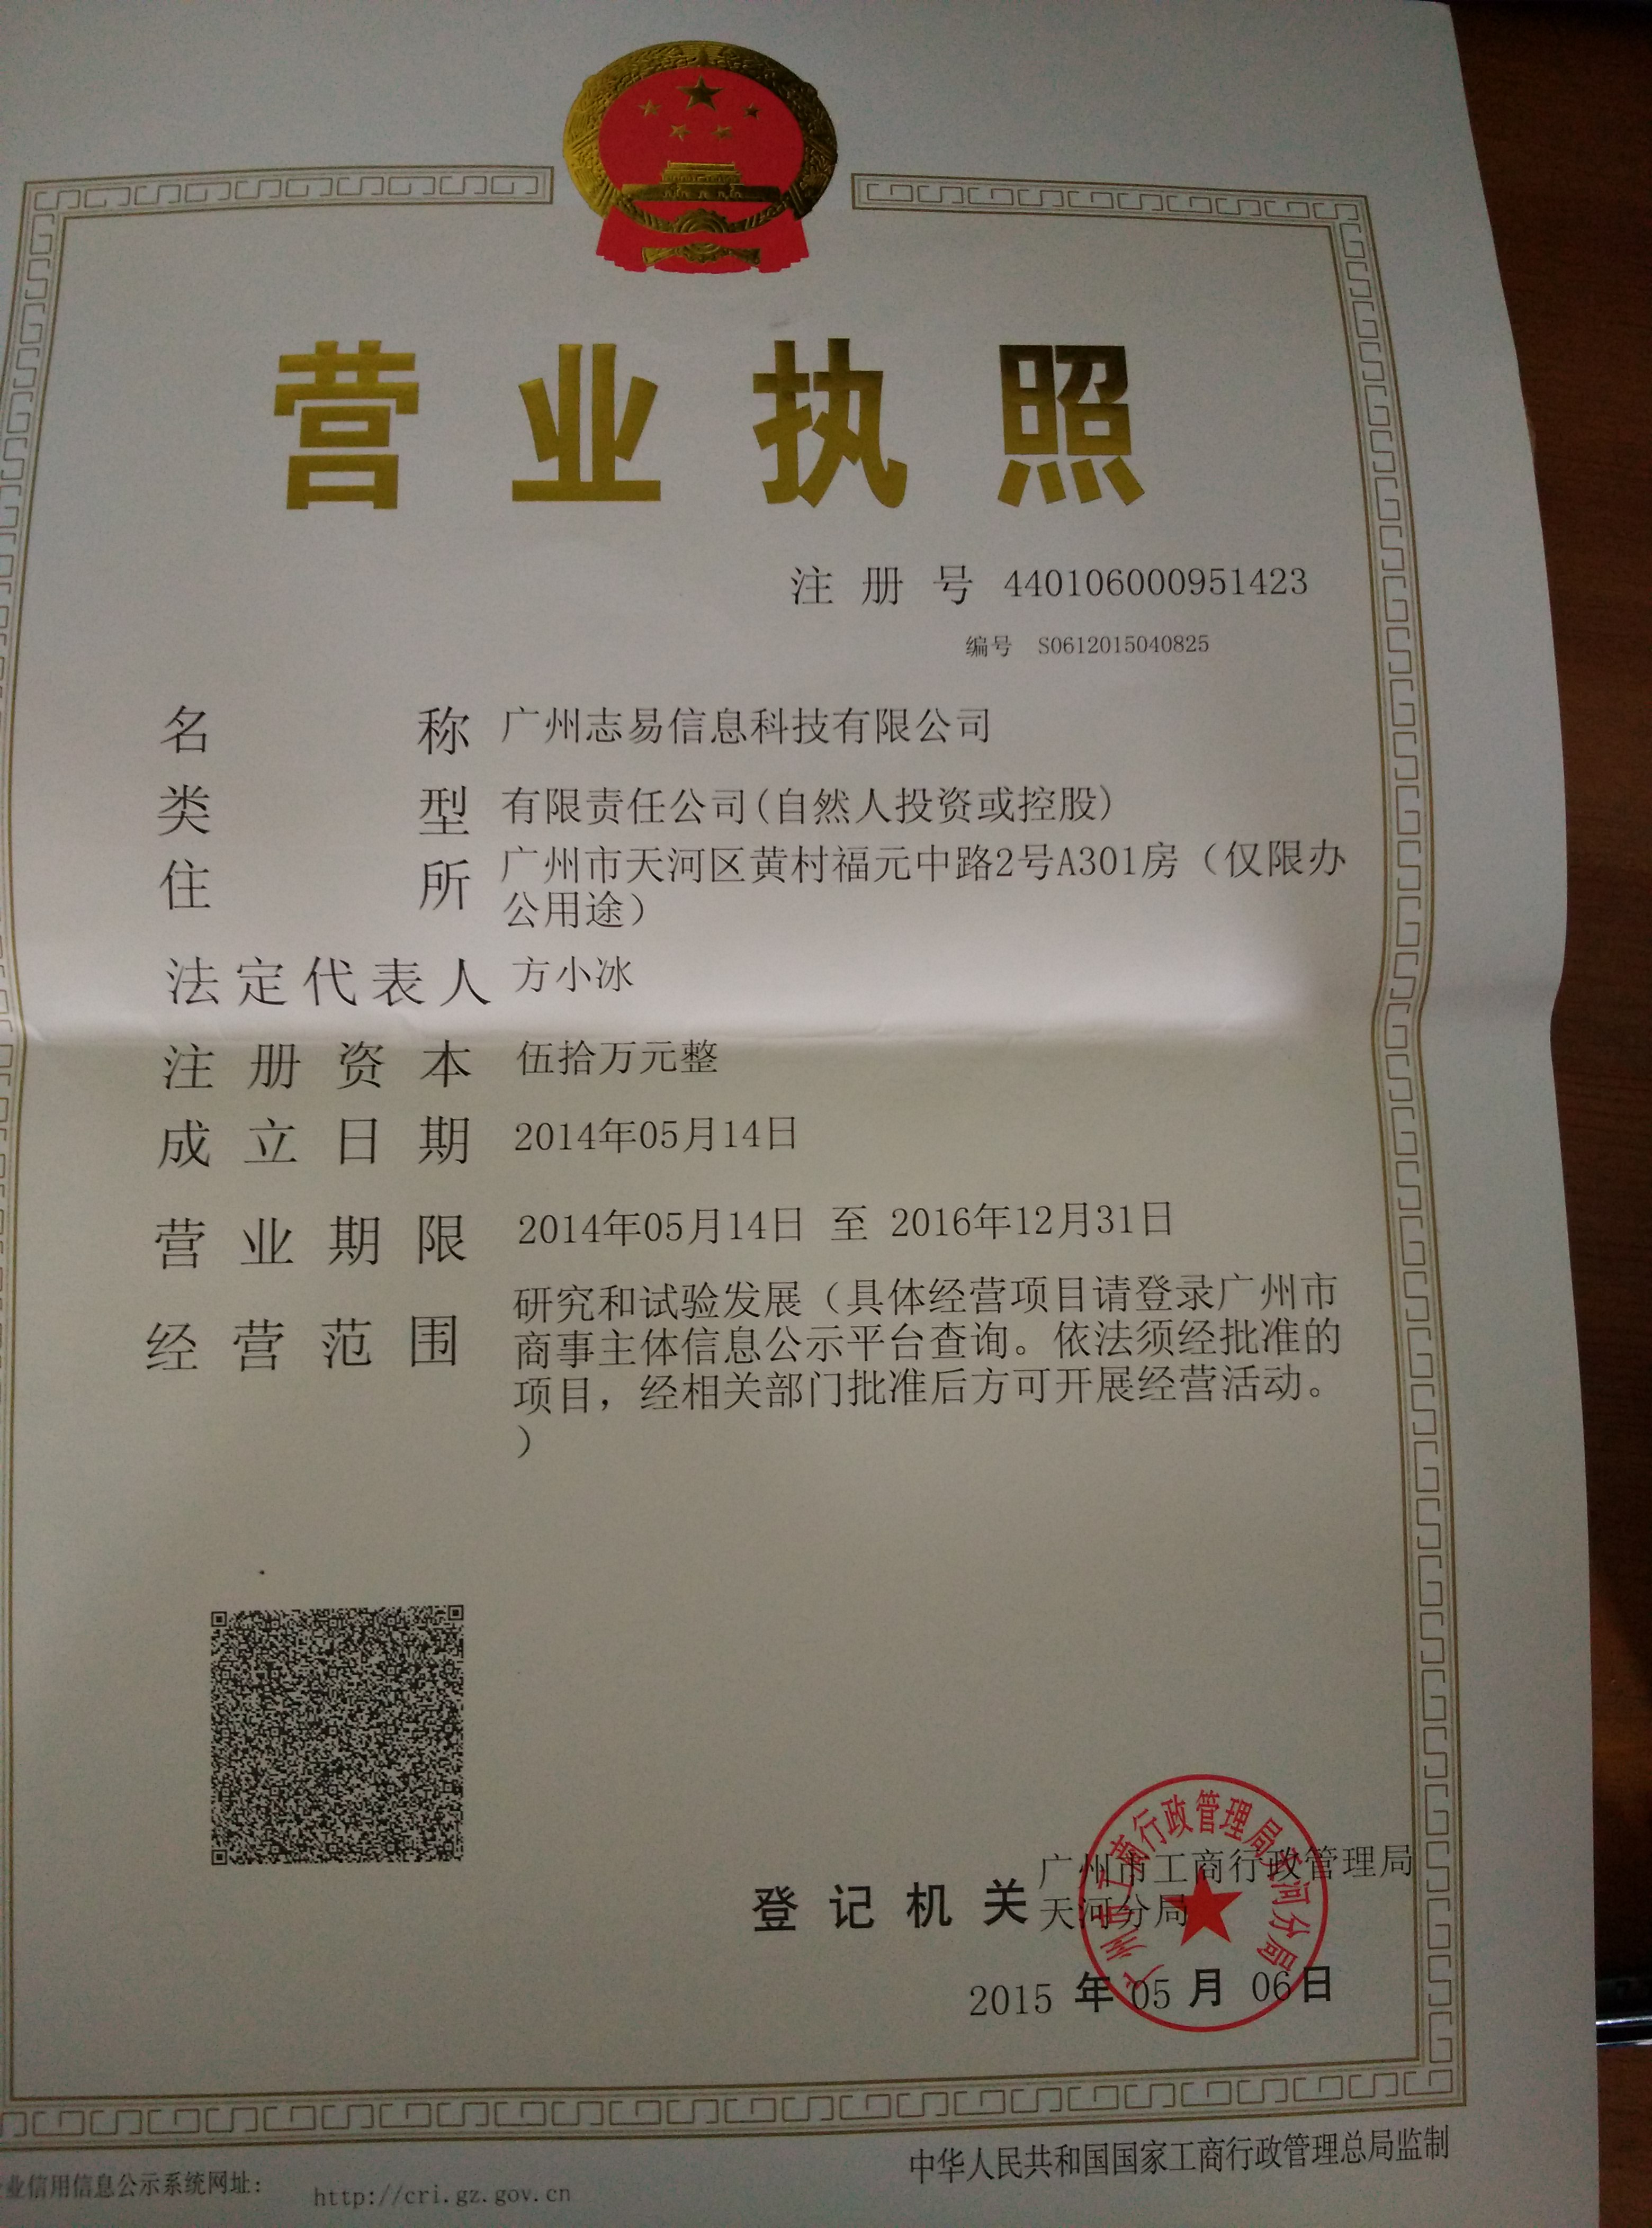 营业执照
注册号 440106000951423
编号 S0612015040825
名称 广州志易信息科技有限公司
类型 有限责任公司(自然人投资或控股)
住所 广州市天河区黄村福元中路2号A301房（仅限办
公用途）
法定代表人 方小冰
注册资本 伍拾万元整
成立日期 2014年05月14日
营业期限 2014年05月14日 至 2016年12月31日
经营范围 研究和试验发展（具体经营项目请登录广州市
商事主体信息公示平台查询。依法须经批准的
项目，经相关部门批准后方可开展经营活动。
）
广州市工商行政管理局天河分局
登记机关 广州市工商行政管理局
天河分局
2015 年 05 月 06 日
中华人民共和国国家工商行政管理总局监制
业信用信息公示系统网址： http://cri.gz.gov.cn